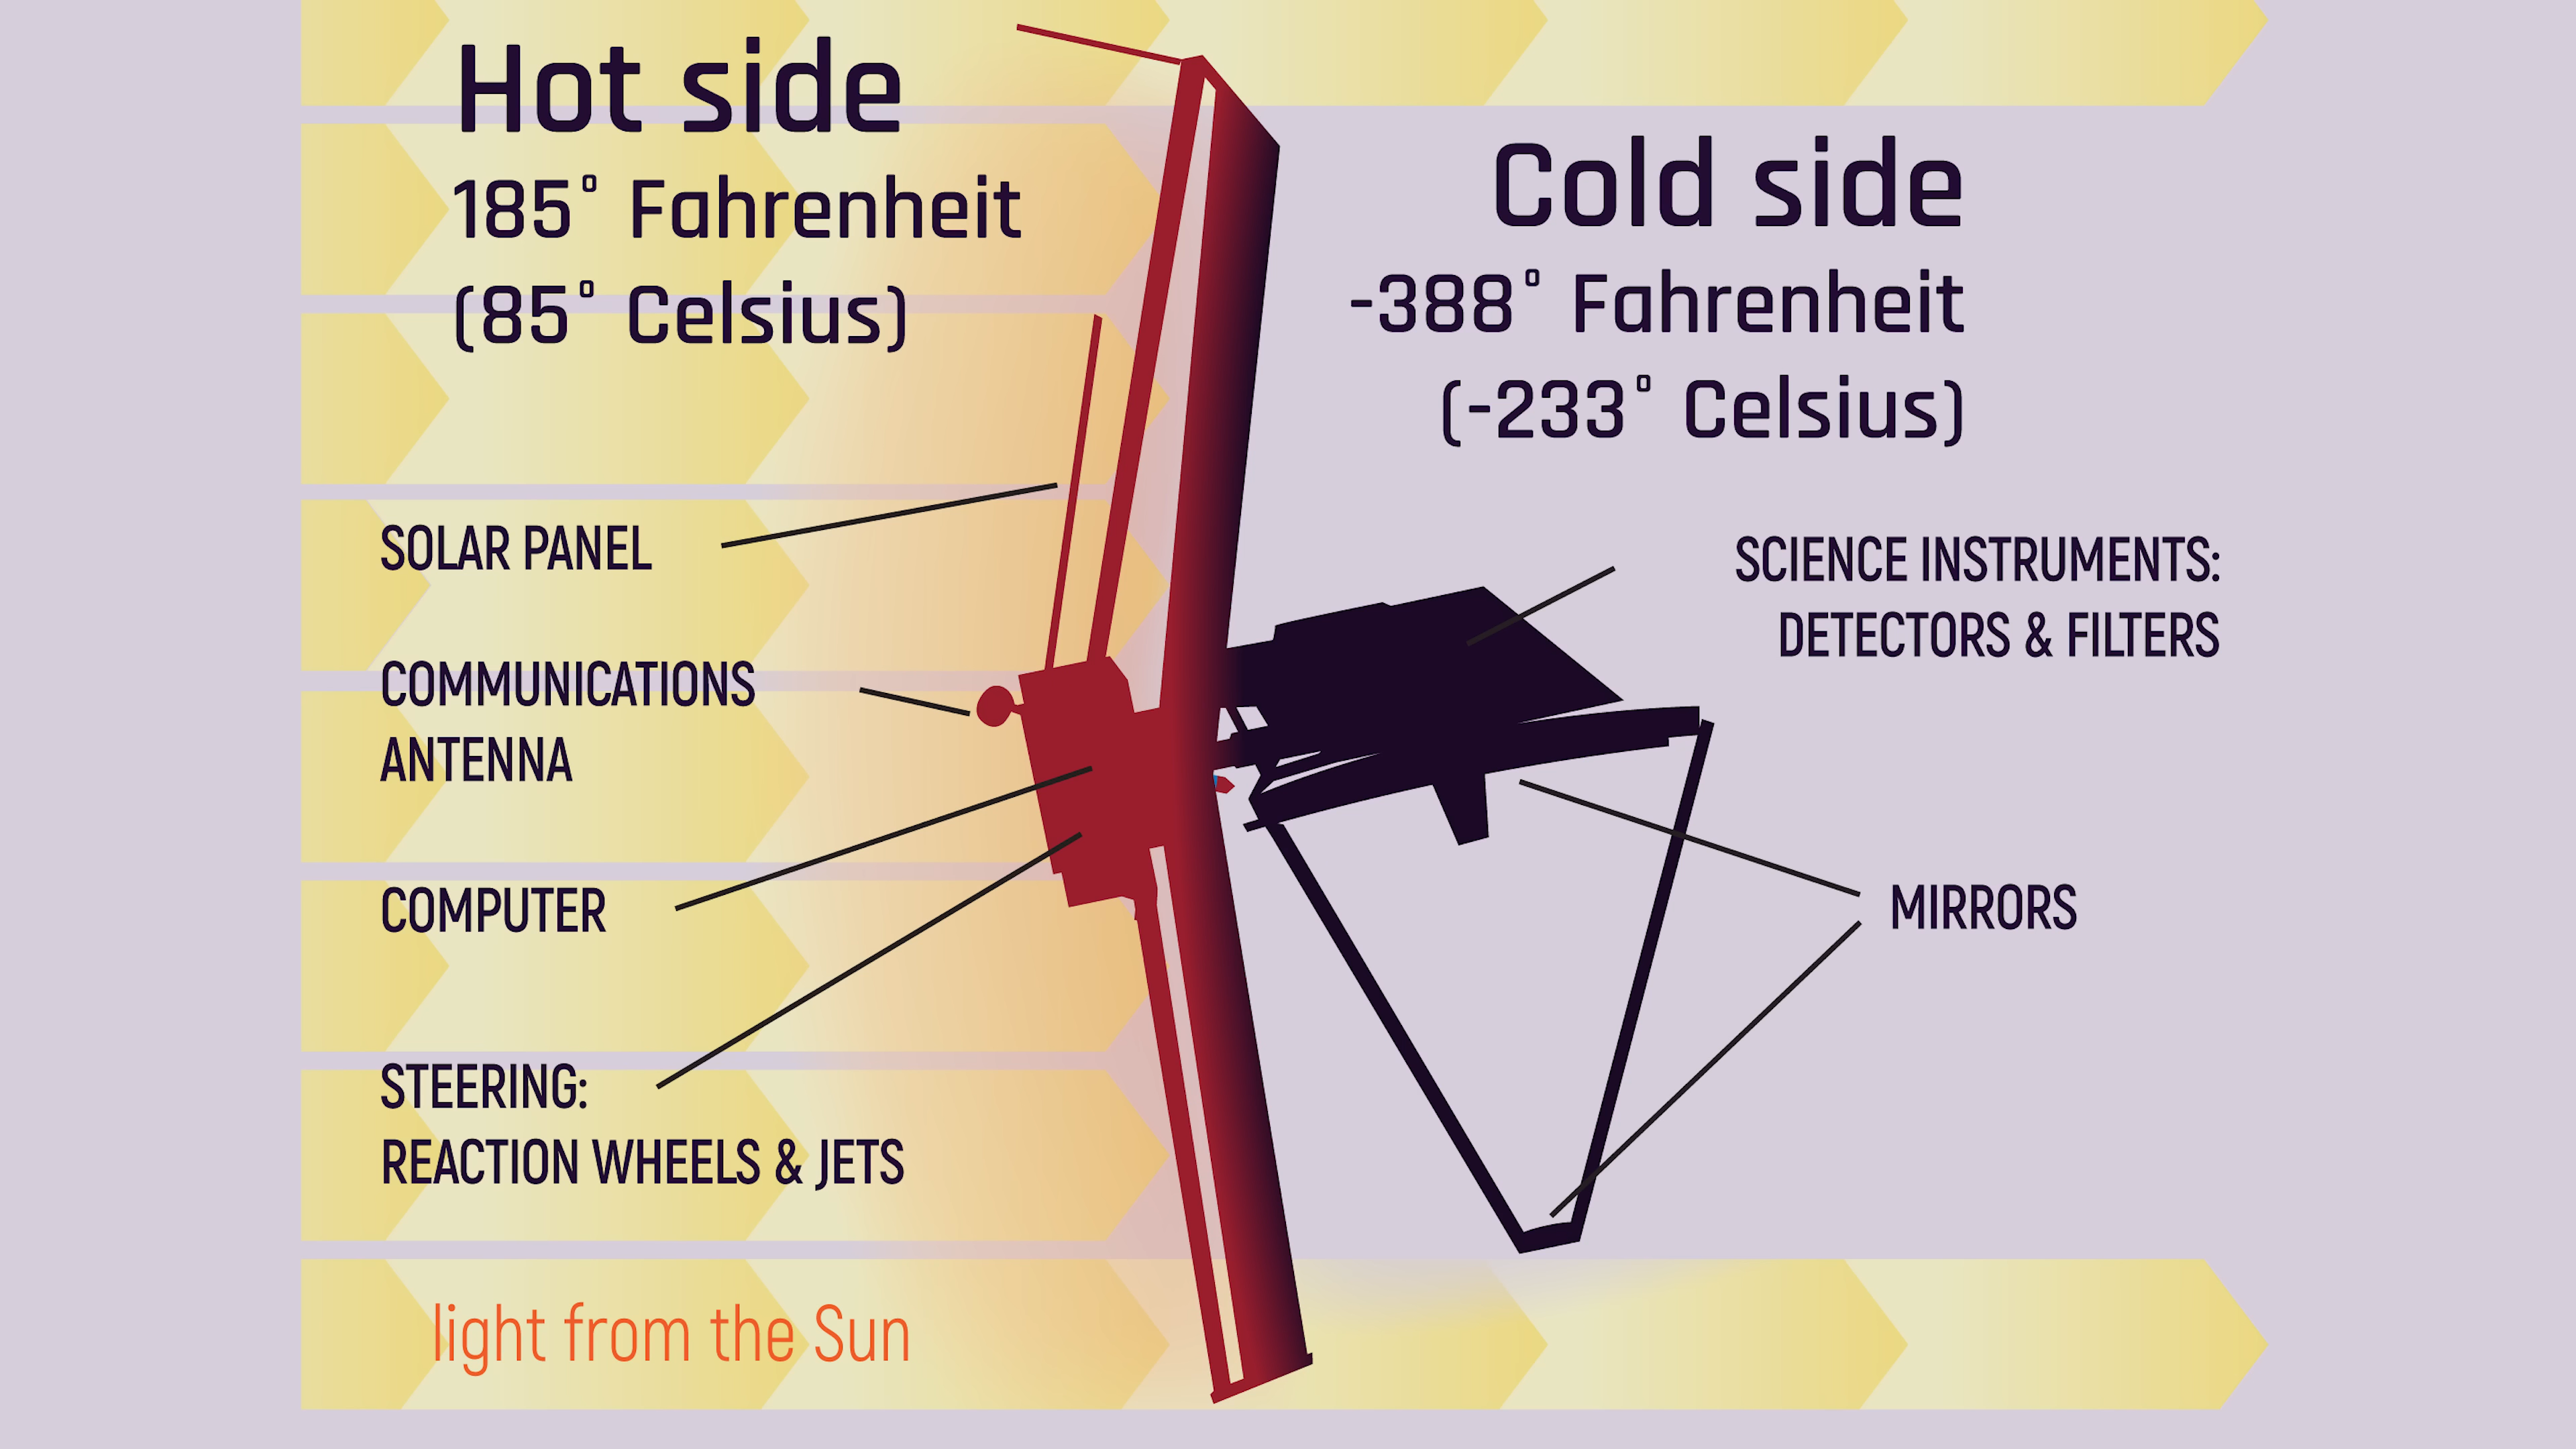 Hot side
185° Fahrenheit
(85° Celsius)
SOLAR PANEL
COMMUNICATIONS
ANTENNA
COMPUTER
STEERING:
REACTION WHEELS & JETS
light from the Sun
Cold side
-388° Fahrenheit
(-233° Celsius)
SCIENCE INSTRUMENTS:
DETECTORS & FILTERS
MIRRORS